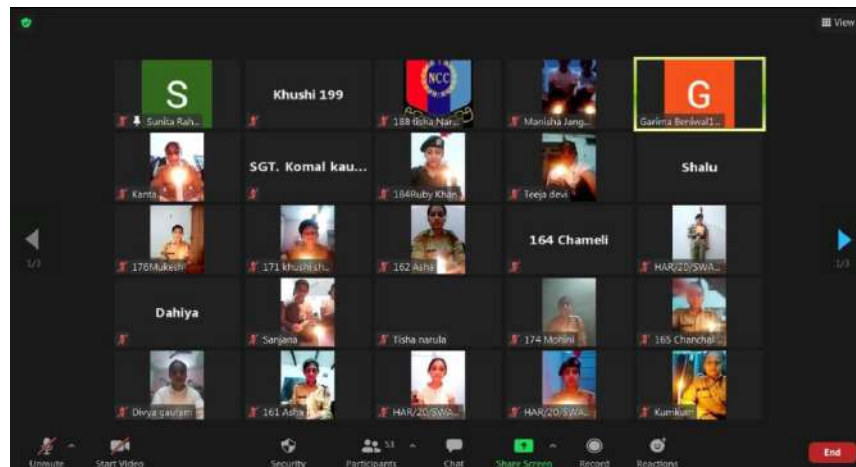 View
S
Sunita Rah...
Khushi 199
NCC
188 tisha Nar...
Manisha Jang...
G
Garima Beniwal1...
Kanta
SGT. Komal kau...
184Ruby Khan
Teeja devi
Shalu
176Mukesh
171 khushi sh...
162 Asha
164 Chameli
HAR/20/SWA...
1/3
1/3
Dahiya
Sanjana
Tisha narula
174 Mohini
165 Chanchal ...
Divya gautam
161 Asha
HAR/20/SWA...
HAR/20/SWA...
Kumkum
Unmute
Start Video
Security
Participants
53
Chat
Share Screen
Record
Reactions
End